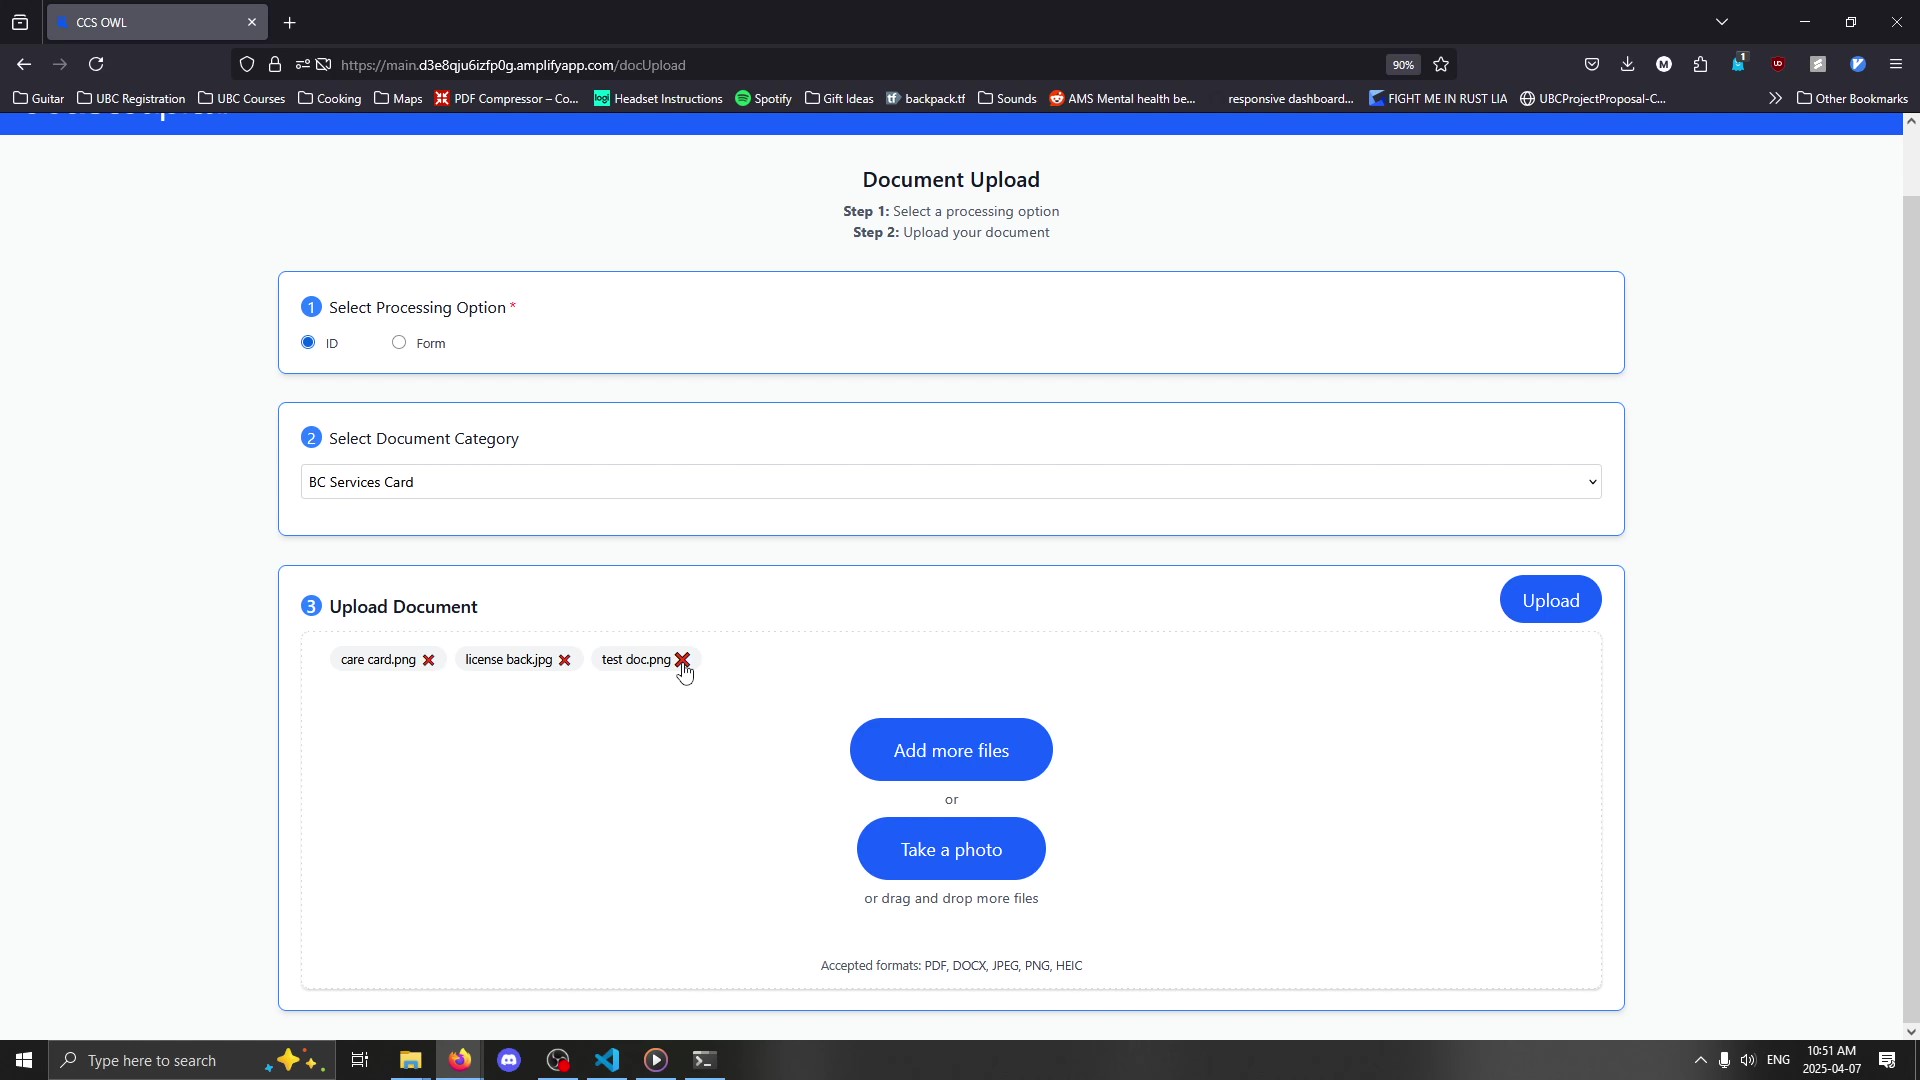 CCS OWL
https://main.d3e8qju6izfp0g.amplifyapp.com/docUpload
90%
1
Guitar
UBC Registration
UBC Courses
Cooking
Maps
PDF Compressor – Co...
Headset Instructions
Spotify
Gift Ideas
backpack.tf
Sounds
AMS Mental health be...
responsive dashboard...
FIGHT ME IN RUST LIA
UBCProjectProposal-C...
Other Bookmarks
Document Upload
Step 1: Select a processing option
Step 2: Upload your document
1 Select Processing Option *
ID
Form
2 Select Document Category
BC Services Card
3 Upload Document
Upload
care card.png
license back.jpg
test doc.png
Add more files
or
Take a photo
or drag and drop more files
Accepted formats: PDF, DOCX, JPEG, PNG, HEIC
Type here to search
ENG
10:51 AM
2025-04-07